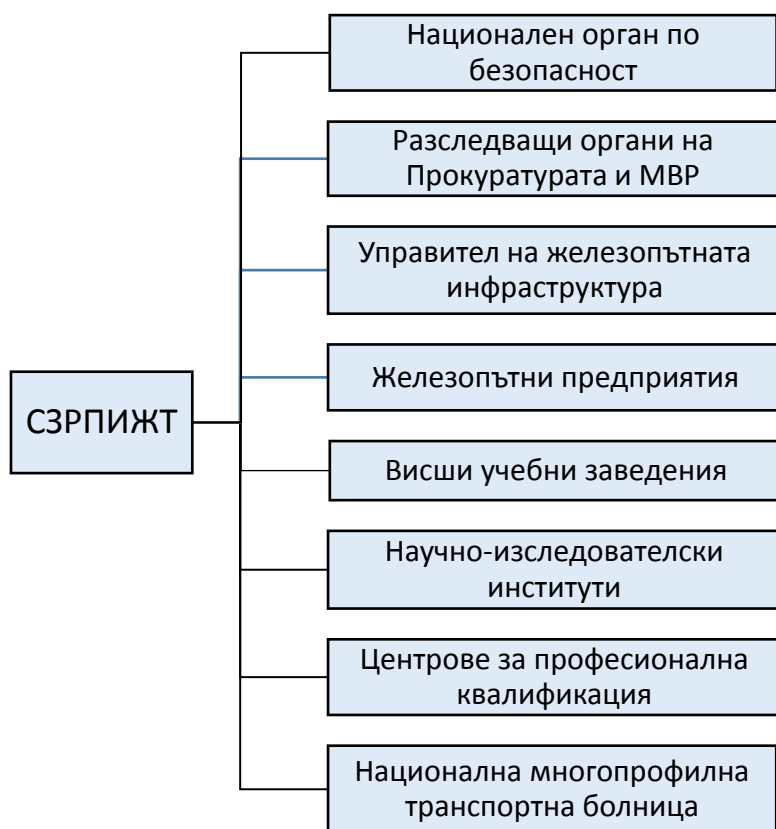 Национален орган по
безопасност
Разследващи органи на
Прокуратурата и МВР
Управител на железопътната
инфраструктура
Железопътни предприятия
СЗРПИЖТ
Висши учебни заведения
Научно-изследователски
институти
Центрове за професионална
квалификация
Национална многопрофилна
транспортна болница